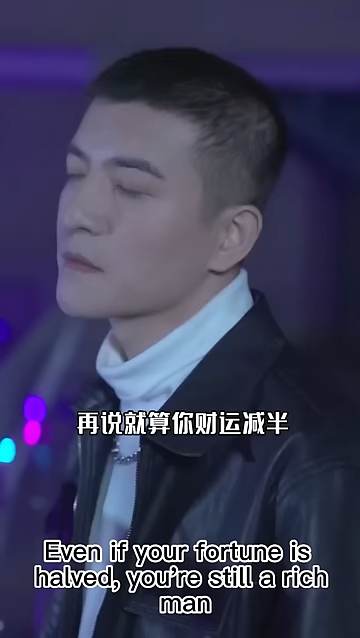 再说就算你财运减半
Even if your fortune is
halved, you're still a rich
man